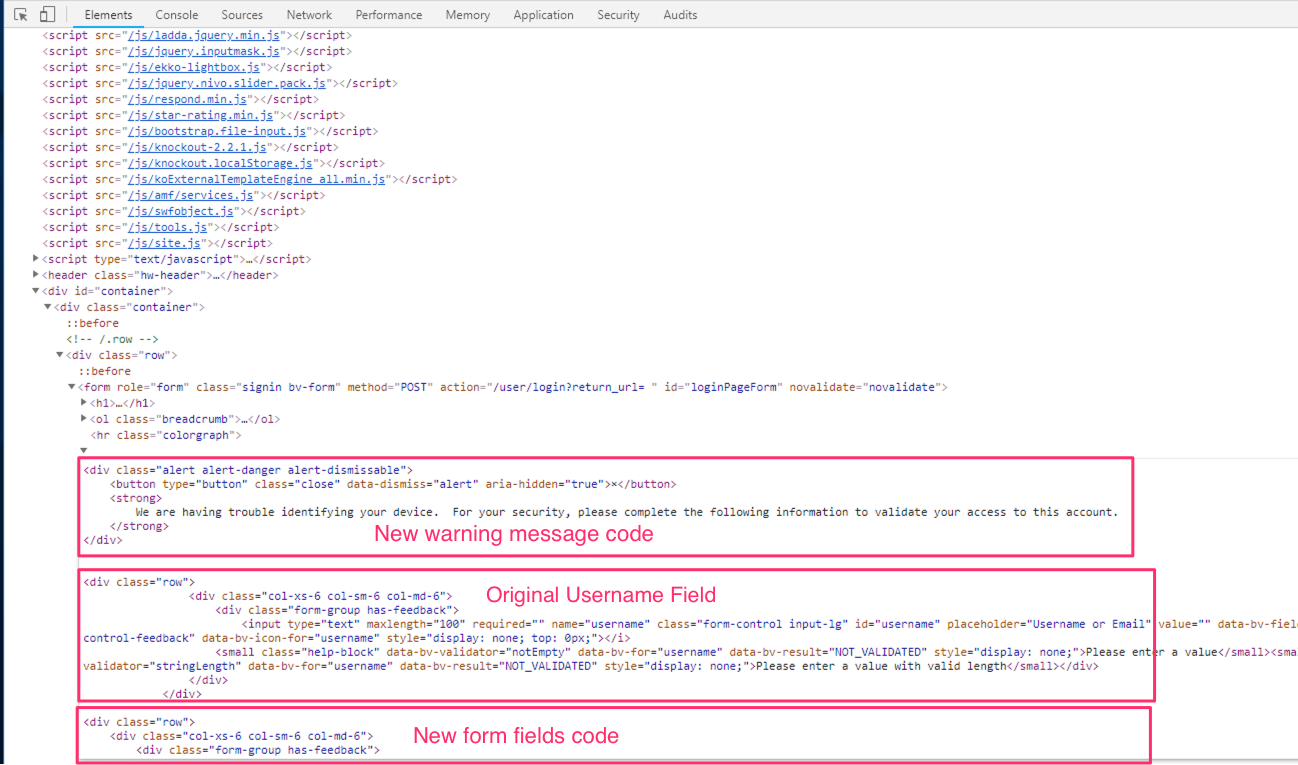 Elements Console Sources Network Performance Memory Application Security Audits
<script src="/js/ladda.jquery.min.js"></script>
<script src="/js/jquery.inputmask.js"></script>
<script src="/js/ekko-lightbox.js"></script>
<script src="/js/jquery.nivo.slider.pack.js"></script>
<script src="/js/respond.min.js"></script>
<script src="/js/star-rating.min.js"></script>
<script src="/js/bootstrap.file-input.js"></script>
<script src="/js/knockout-2.2.1.js"></script>
<script src="/js/knockout.localStorage.js"></script>
<script src="/js/koExternalTemplateEngine_all.min.js"></script>
<script src="/js/amf/services.js"></script>
<script src="/js/swfobject.js"></script>
<script src="/js/tools.js"></script>
<script src="/js/site.js"></script>
<script type="text/javascript">…</script>
<header class="hw-header">…</header>
<div id="container">
<div class="container">
::before
<!-- /.row -->
<div class="row">
::before
<form role="form" class="signin bv-form" method="POST" action="/user/login?return_url= " id="loginPageForm" novalidate="novalidate">
<h1>…</h1>
<ol class="breadcrumb">…</ol>
<hr class="colorgraph">
<div class="alert alert-danger alert-dismissable">
<button type="button" class="close" data-dismiss="alert" aria-hidden="true">×</button>
<strong>
We are having trouble identifying your device.  For your security, please complete the following information to validate your access to this account.
</strong>
New warning message code
</div>
<div class="row">
<div class="col-xs-6 col-sm-6 col-md-6">
Original Username Field
<div class="form-group has-feedback">
<input type="text" maxlength="100" required="" name="username" class="form-control input-lg" id="username" placeholder="Username or Email" value="" data-bv-fiel
control-feedback" data-bv-icon-for="username" style="display: none; top: 0px;"></i>
<small class="help-block" data-bv-validator="notEmpty" data-bv-for="username" data-bv-result="NOT_VALIDATED" style="display: none;">Please enter a value</small><sma
validator="stringLength" data-bv-for="username" data-bv-result="NOT_VALIDATED" style="display: none;">Please enter a value with valid length</small></div>
</div>
</div>
<div class="row">
<div class="col-xs-6 col-sm-6 col-md-6">
New form fields code
<div class="form-group has-feedback">